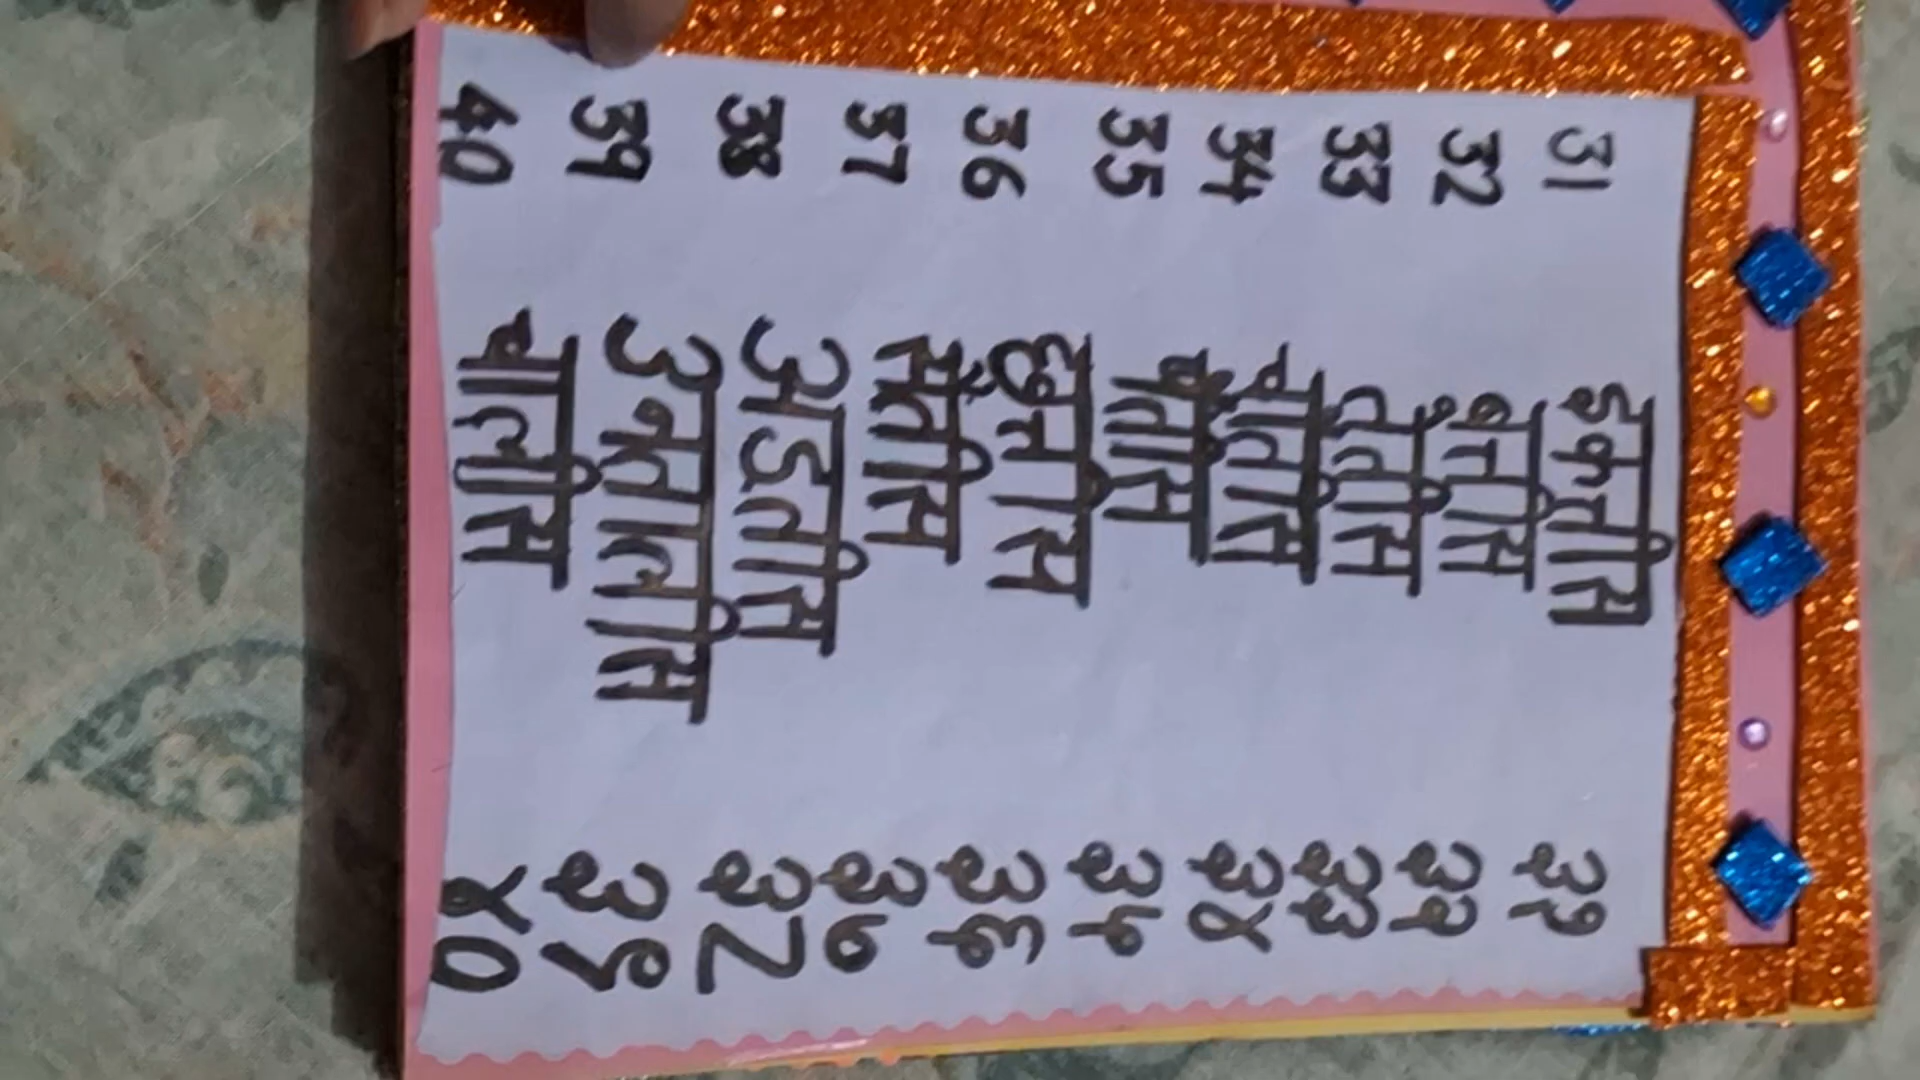 31 इकतीस ३१
32 बत्तीस ३२
33 तैतीस ३३
34 चौतीस ३४
35 पैंतीस ३५
36 छत्तीस ३६
37 सैंतीस ३७
38 अड़तीस ३८
39 उनतालीस ३९
40 चालीस ४०